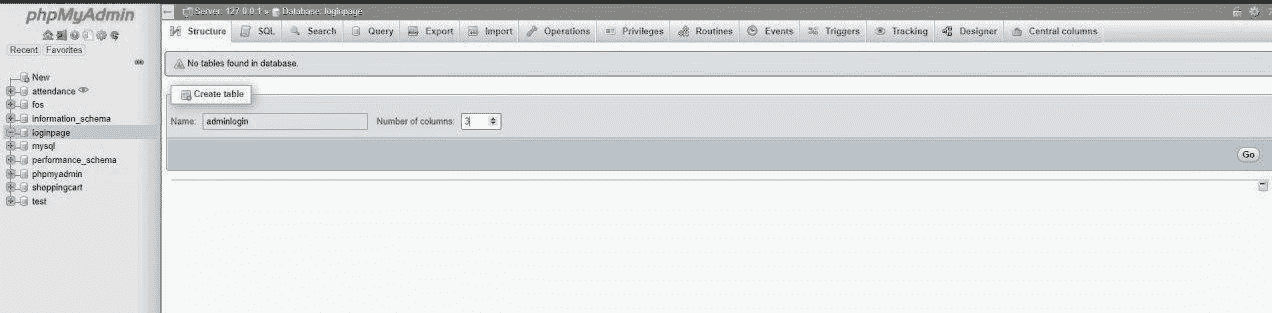 phpMyAdmin
Recent Favorites
New
attendance
fos
information_schema
loginpage
mysql
performance_schema
phpmyadmin
shoppingcart
test
Server: 127.0.0.1 » Database: loginpage
Structure SQL Search Query Export Import Operations Privileges Routines Events Triggers Tracking Designer Central columns
No tables found in database.
Create table
Name: adminlogin Number of columns: 3
Go